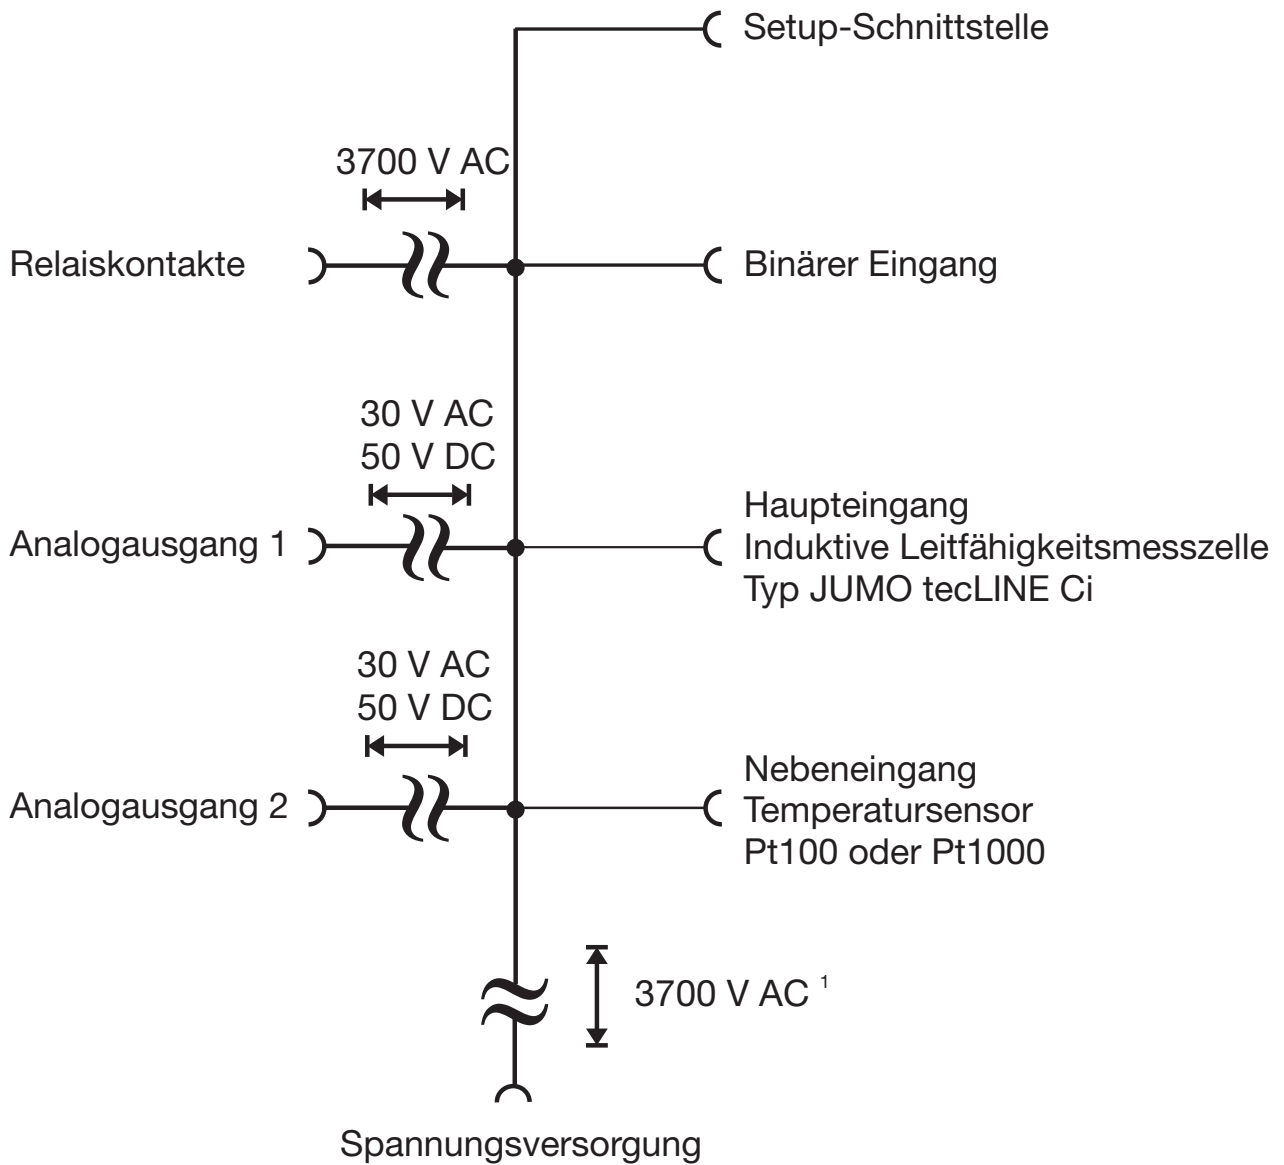 Setup-Schnittstelle
3700 V AC
Relaiskontakte
Binärer Eingang
30 V AC
50 V DC
Analogausgang 1
Haupteingang
Induktive Leitfähigkeitsmesszelle
Typ JUMO tecLINE Ci
30 V AC
50 V DC
Analogausgang 2
Nebeneingang
Temperatursensor
Pt100 oder Pt1000
3700 V AC ¹
Spannungsversorgung